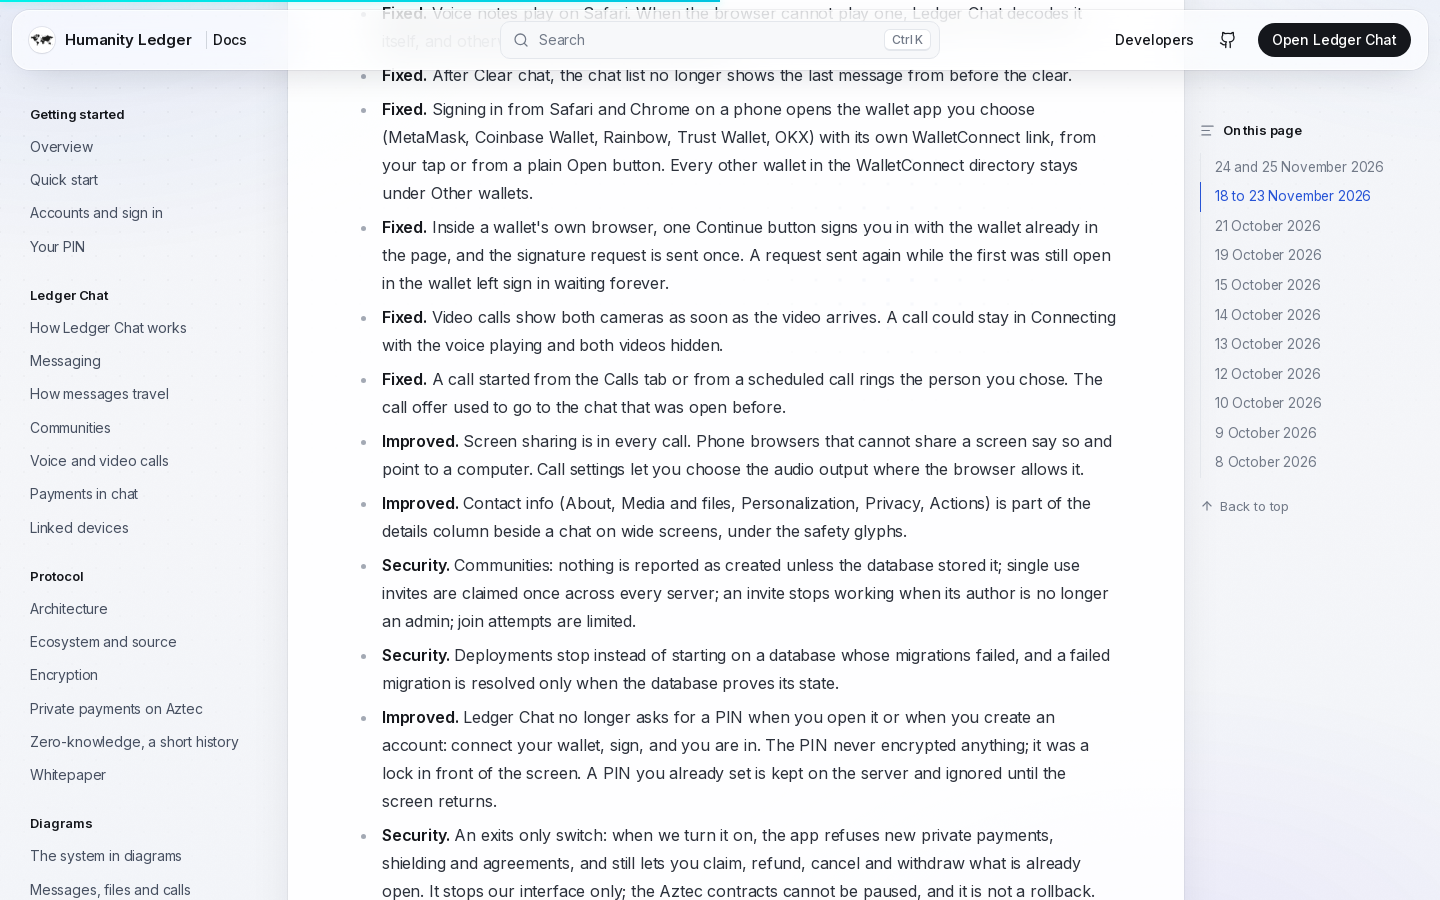 Fixed. Voice notes play on Safari. When the browser cannot play one, Ledger Chat decodes it
itself, and others
Humanity Ledger
Docs
Search
Ctrl K
Developers
Open Ledger Chat
Getting started
Overview
Quick start
Accounts and sign in
Your PIN
Ledger Chat
How Ledger Chat works
Messaging
How messages travel
Communities
Voice and video calls
Payments in chat
Linked devices
Protocol
Architecture
Ecosystem and source
Encryption
Private payments on Aztec
Zero-knowledge, a short history
Whitepaper
Diagrams
The system in diagrams
Messages, files and calls
Fixed. After Clear chat, the chat list no longer shows the last message from before the clear.
Fixed. Signing in from Safari and Chrome on a phone opens the wallet app you choose
(MetaMask, Coinbase Wallet, Rainbow, Trust Wallet, OKX) with its own WalletConnect link, from
your tap or from a plain Open button. Every other wallet in the WalletConnect directory stays
under Other wallets.
Fixed. Inside a wallet's own browser, one Continue button signs you in with the wallet already in
the page, and the signature request is sent once. A request sent again while the first was still open
in the wallet left sign in waiting forever.
Fixed. Video calls show both cameras as soon as the video arrives. A call could stay in Connecting
with the voice playing and both videos hidden.
Fixed. A call started from the Calls tab or from a scheduled call rings the person you chose. The
call offer used to go to the chat that was open before.
Improved. Screen sharing is in every call. Phone browsers that cannot share a screen say so and
point to a computer. Call settings let you choose the audio output where the browser allows it.
Improved. Contact info (About, Media and files, Personalization, Privacy, Actions) is part of the
details column beside a chat on wide screens, under the safety glyphs.
Security. Communities: nothing is reported as created unless the database stored it; single use
invites are claimed once across every server; an invite stops working when its author is no longer
an admin; join attempts are limited.
Security. Deployments stop instead of starting on a database whose migrations failed, and a failed
migration is resolved only when the database proves its state.
Improved. Ledger Chat no longer asks for a PIN when you open it or when you create an
account: connect your wallet, sign, and you are in. The PIN never encrypted anything; it was a
lock in front of the screen. A PIN you already set is kept on the server and ignored until the
screen returns.
Security. An exits only switch: when we turn it on, the app refuses new private payments,
shielding and agreements, and still lets you claim, refund, cancel and withdraw what is already
open. It stops our interface only; the Aztec contracts cannot be paused, and it is not a rollback.
On this page
24 and 25 November 2026
18 to 23 November 2026
21 October 2026
19 October 2026
15 October 2026
14 October 2026
13 October 2026
12 October 2026
10 October 2026
9 October 2026
8 October 2026
Back to top